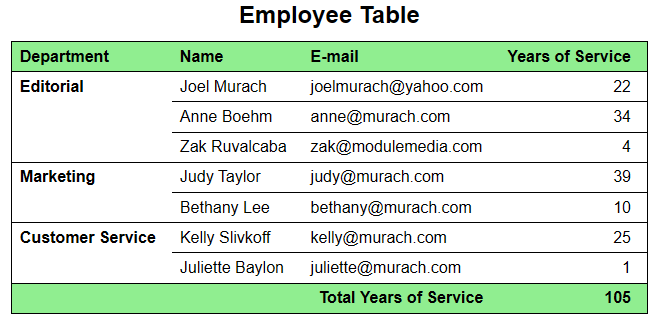 Employee Table
Department Name E-mail Years of Service
Editorial Joel Murach joelmurach@yahoo.com 22
Anne Boehm anne@murach.com 34
Zak Ruvalcaba zak@modulemedia.com 4
Marketing Judy Taylor judy@murach.com 39
Bethany Lee bethany@murach.com 10
Customer Service Kelly Slivkoff kelly@murach.com 25
Juliette Baylon juliette@murach.com 1
Total Years of Service 105